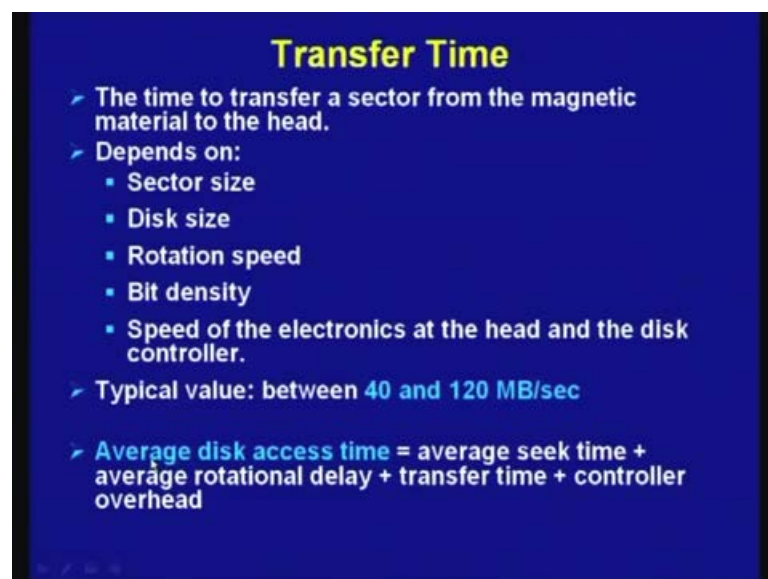 Transfer Time
➢ The time to transfer a sector from the magnetic
material to the head.
➢ Depends on:
▪ Sector size
▪ Disk size
▪ Rotation speed
▪ Bit density
▪ Speed of the electronics at the head and the disk
controller.
➢ Typical value: between 40 and 120 MB/sec
➢ Average disk access time = average seek time +
average rotational delay + transfer time + controller
overhead